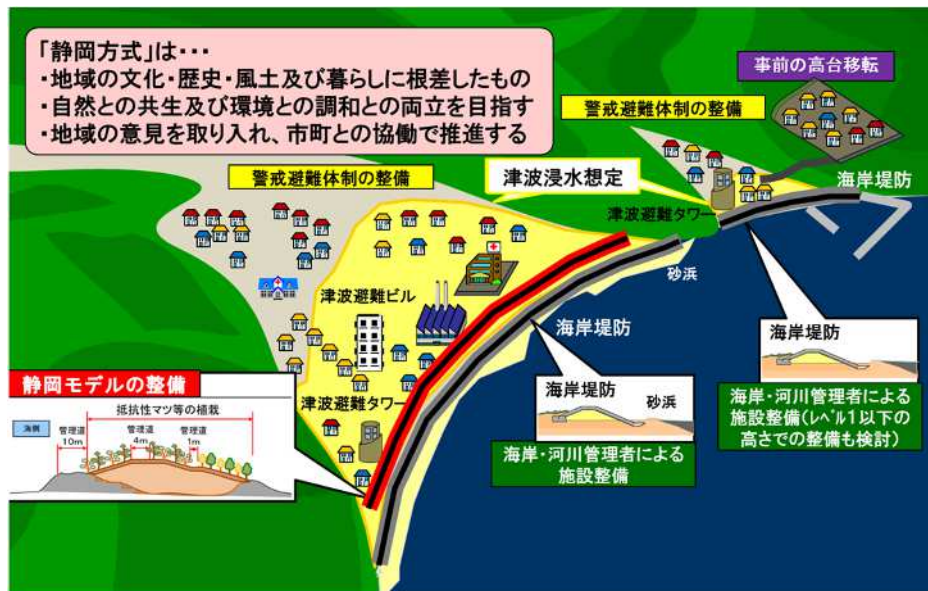 「静岡方式」は・・・
・地域の文化・歴史・風土及び暮らしに根差したもの
・自然との共生及び環境との調和との両立を目指す
・地域の意見を取り入れ、市町との協働で推進する
事前の高台移転
警戒避難体制の整備
警戒避難体制の整備
津波浸水想定
海岸堤防
津波避難タワー
砂浜
津波避難ビル
海岸堤防
静岡モデルの整備
抵抗性マツ等の植栽
海側
管理道
10m
管理道
4m
管理道
1m
津波避難タワー
海岸堤防
砂浜
海岸・河川管理者による
施設整備
海岸堤防
海岸・河川管理者による
施設整備(レベル1以下の
高さでの整備も検討)